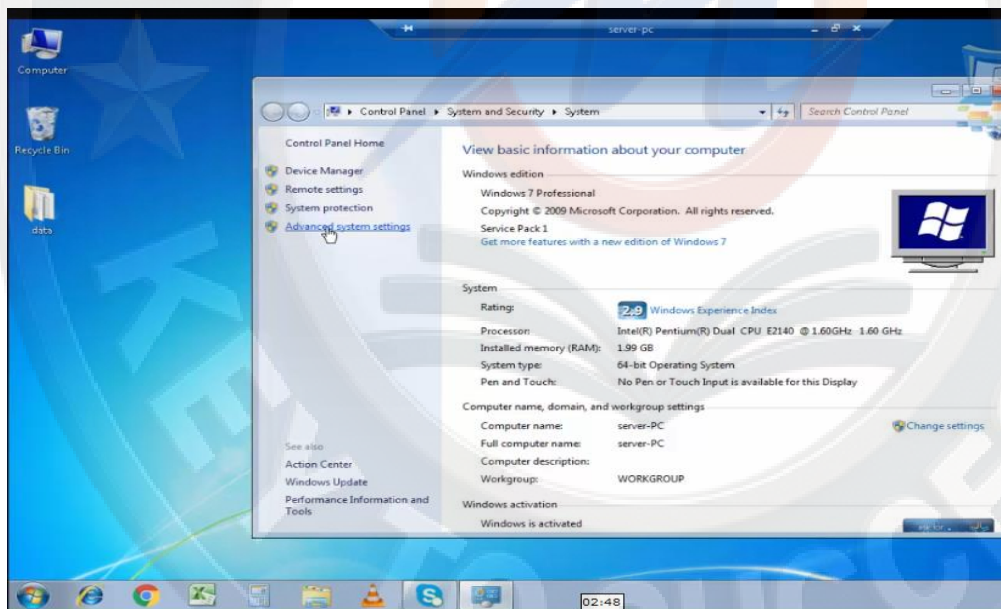 server-pc
Computer
Recycle Bin
data
Control Panel ▸ System and Security ▸ System
Search Control Panel
Control Panel Home
Device Manager
Remote settings
System protection
Advanced system settings
See also
Action Center
Windows Update
Performance Information and
Tools
View basic information about your computer
Windows edition
Windows 7 Professional
Copyright © 2009 Microsoft Corporation. All rights reserved.
Service Pack 1
Get more features with a new edition of Windows 7
System
Rating: 2.9 Windows Experience Index
Processor: Intel(R) Pentium(R) Dual CPU E2140 @ 1.60GHz 1.60 GHz
Installed memory (RAM): 1.99 GB
System type: 64-bit Operating System
Pen and Touch: No Pen or Touch Input is available for this Display
Computer name, domain, and workgroup settings
Computer name: server-PC
Change settings
Full computer name: server-PC
Computer description:
Workgroup: WORKGROUP
Windows activation
Windows is activated
02:48